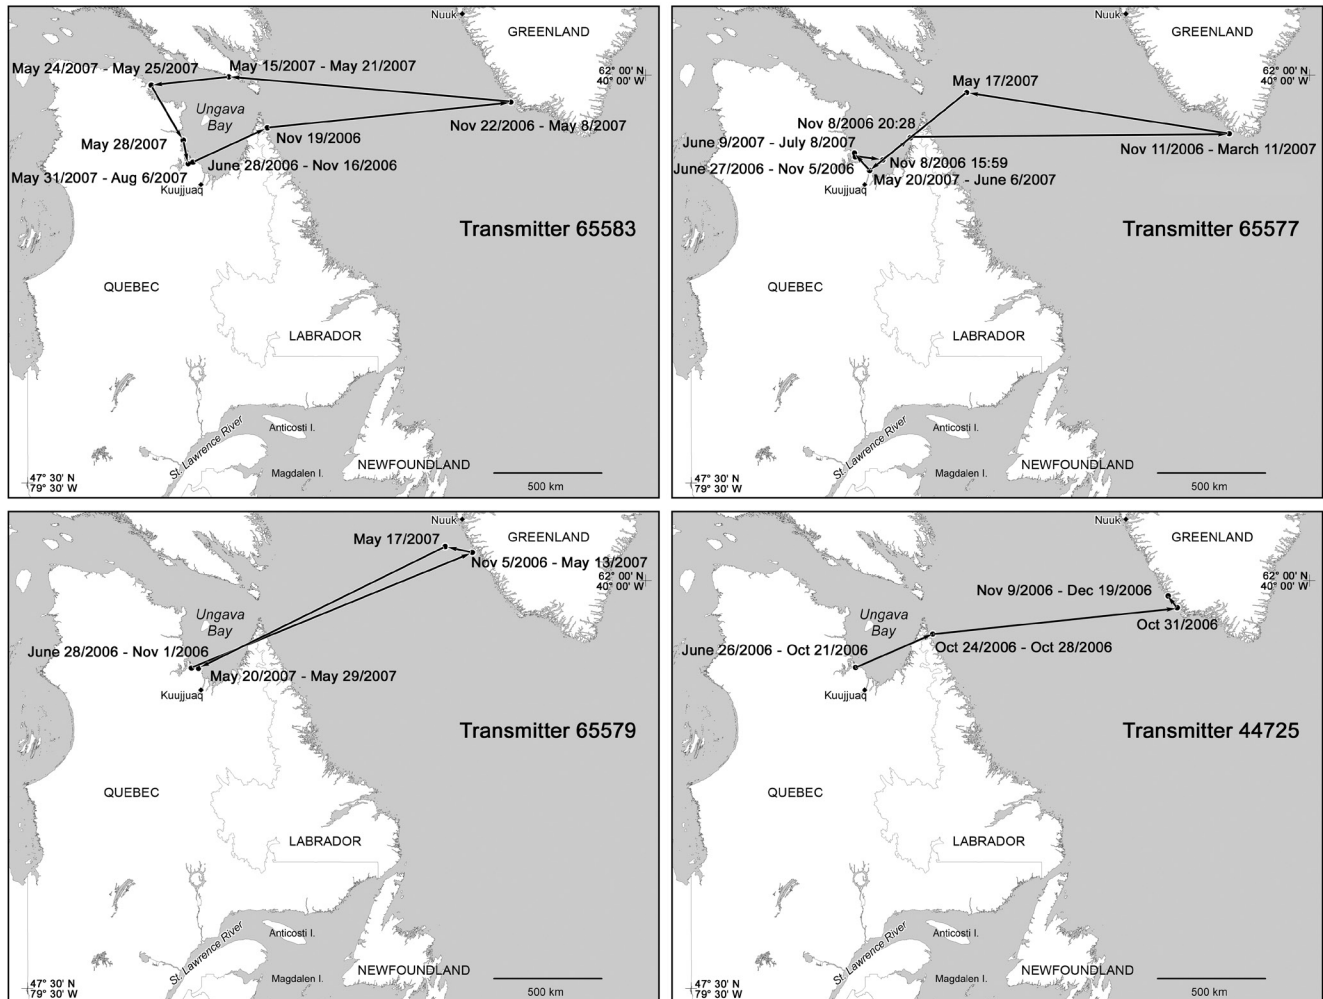 Nuuk
GREENLAND
62° 00' N
40° 00' W
May 24/2007 - May 25/2007
May 15/2007 - May 21/2007
Ungava
Bay
Nov 22/2006 - May 8/2007
Nov 19/2006
May 28/2007
June 28/2006 - Nov 16/2006
May 31/2007 - Aug 6/2007
Kuujjuaq
Transmitter 65583
QUEBEC
LABRADOR
St. Lawrence River
Anticosti I.
Magdalen I.
NEWFOUNDLAND
47° 30' N
79° 30' W
500 km
Nuuk
GREENLAND
62° 00' N
40° 00' W
May 17/2007
Nov 8/2006 20:28
June 9/2007 - July 8/2007
Nov 11/2006 - March 11/2007
Nov 8/2006 15:59
June 27/2006 - Nov 5/2006
May 20/2007 - June 6/2007
Kuujjuaq
Transmitter 65577
QUEBEC
LABRADOR
St. Lawrence River
Anticosti I.
Magdalen I.
NEWFOUNDLAND
47° 30' N
79° 30' W
500 km
Nuuk
GREENLAND
May 17/2007
Nov 5/2006 - May 13/2007
62° 00' N
40° 00' W
Ungava
Bay
June 28/2006 - Nov 1/2006
May 20/2007 - May 29/2007
Kuujjuaq
Transmitter 65579
QUEBEC
LABRADOR
St. Lawrence River
Anticosti I.
Magdalen I.
NEWFOUNDLAND
47° 30' N
79° 30' W
500 km
Nuuk
GREENLAND
62° 00' N
40° 00' W
Nov 9/2006 - Dec 19/2006
Oct 31/2006
Ungava
Bay
Oct 24/2006 - Oct 28/2006
June 26/2006 - Oct 21/2006
Kuujjuaq
Transmitter 44725
QUEBEC
LABRADOR
St. Lawrence River
Anticosti I.
Magdalen I.
NEWFOUNDLAND
47° 30' N
79° 30' W
500 km